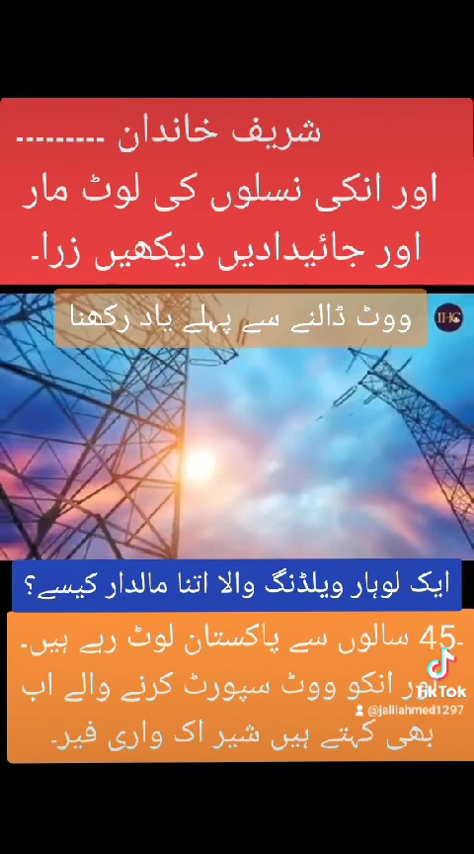 شریف خاندان ---------
اور انکی نسلوں کی لوٹ مار
اور جائیدادیں دیکھیں زرا۔
ووٹ ڈالنے سے پہلے یاد رکھنا
IHC
ایک لوہار ویلڈنگ والا اتنا مالدار کیسے؟
۔45 سالوں سے پاکستان لوٹ رہے ہیں۔
اور انکو ووٹ سپورٹ کرنے والے اب
بھی کہتے ہیں شیر اک واری فیر۔
TikTok
@jalilahmed1297